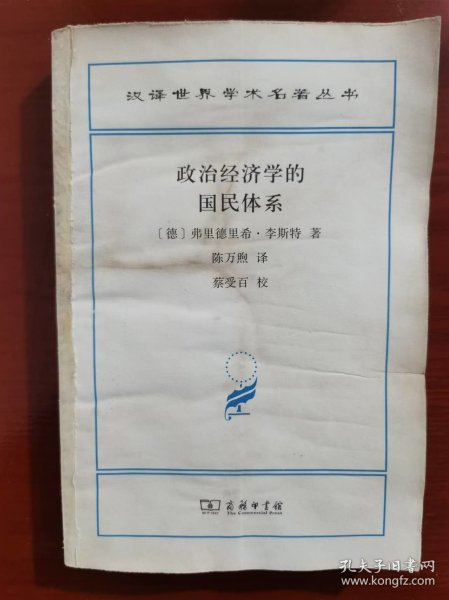 汉译世界学术名著丛书
政治经济学的
国民体系
〔德〕弗里德里希·李斯特 著
陈万煦 译
蔡受百 校
商务印书馆
The Commercial Press
孔夫子旧书网
www.kongfz.com